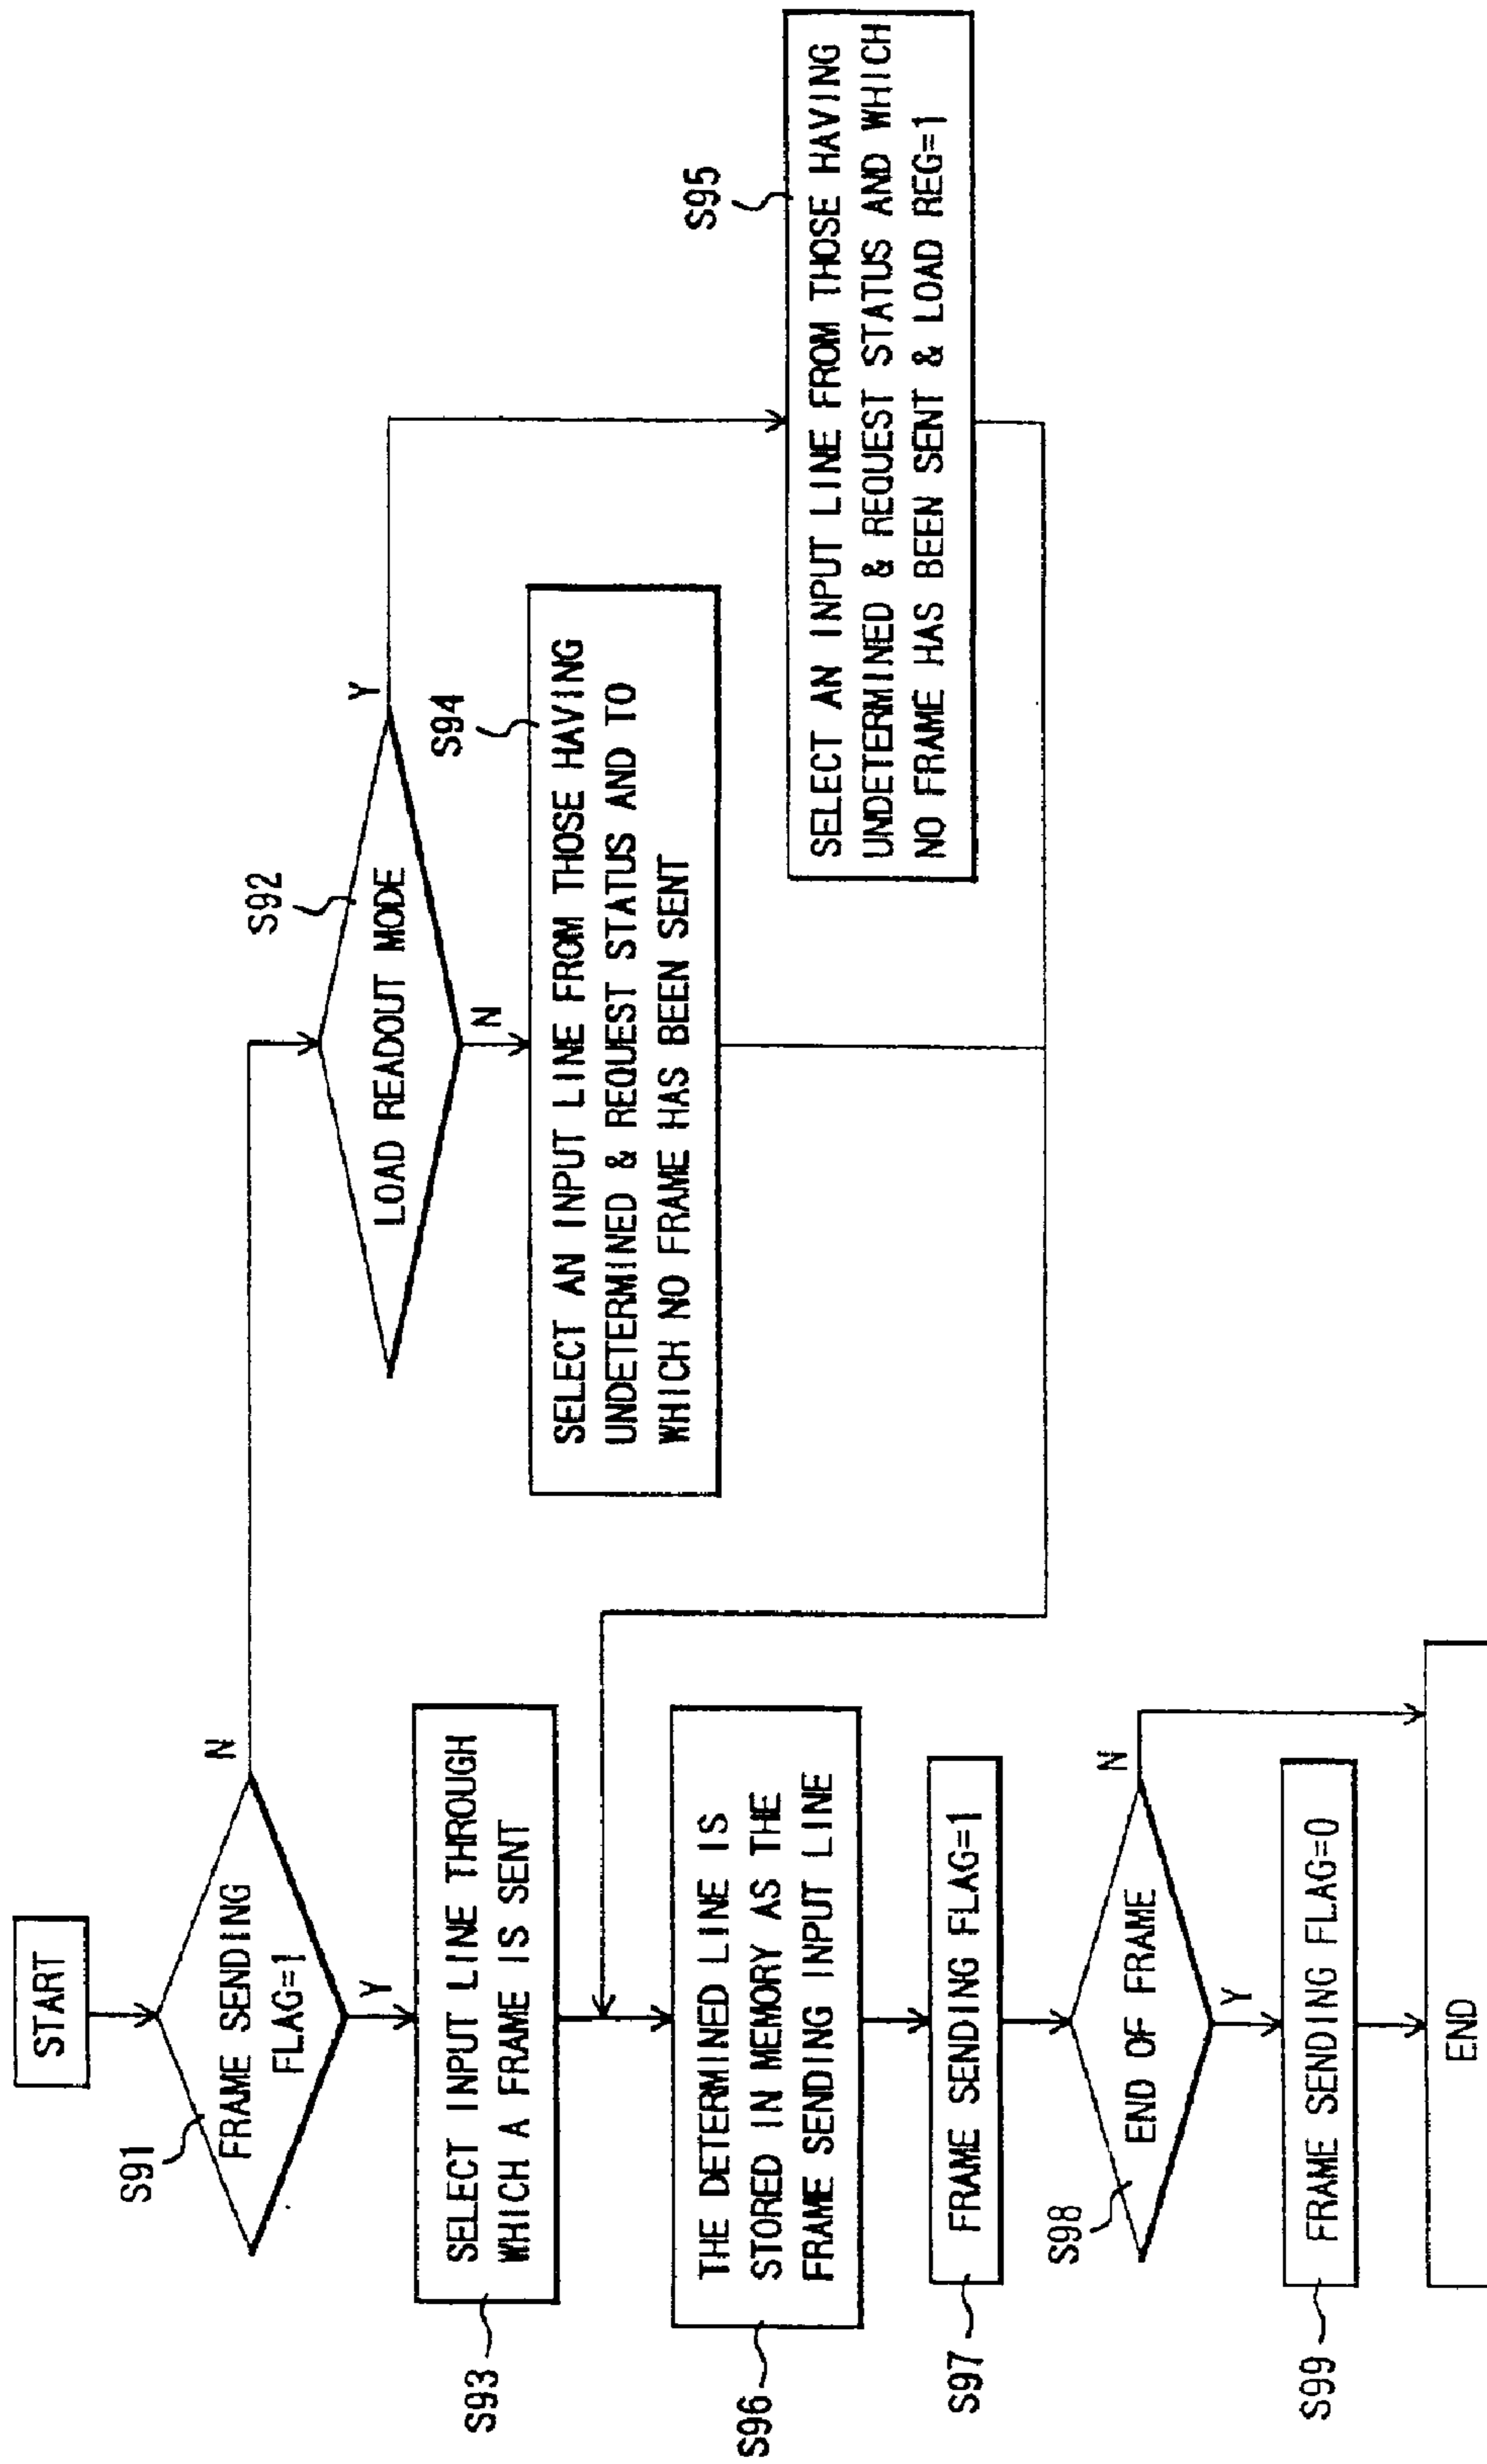 START
S91
FRAME SENDING
FLAG=1
N
Y
S92
LOAD READOUT MODE
Y
N
S93
SELECT INPUT LINE THROUGH
WHICH A FRAME IS SENT
S94
SELECT AN INPUT LINE FROM THOSE HAVING
UNDETERMINED & REQUEST STATUS AND TO
WHICH NO FRAME HAS BEEN SENT
S95
SELECT AN INPUT LINE FROM THOSE HAVING
UNDETERMINED & REQUEST STATUS AND WHICH
NO FRAME HAS BEEN SENT & LOAD REG=1
S96
THE DETERMINED LINE IS
STORED IN MEMORY AS THE
FRAME SENDING INPUT LINE
S97
FRAME SENDING FLAG=1
S98
END OF FRAME
N
Y
S99
FRAME SENDING FLAG=0
END